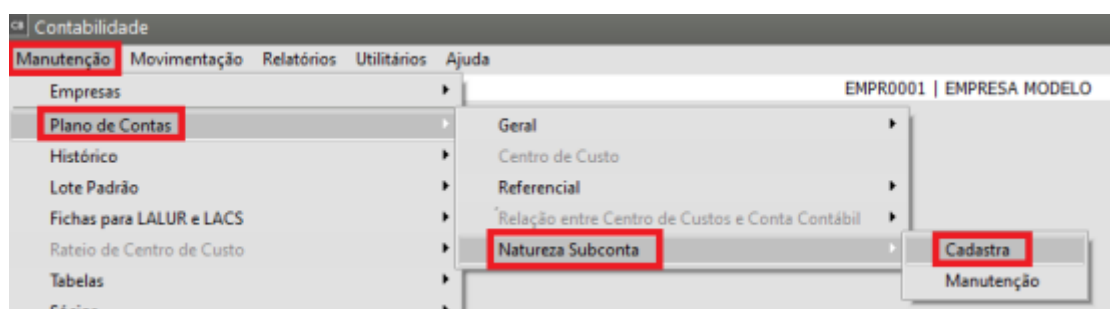 CB Contabilidade
Manutenção Movimentação Relatórios Utilitários Ajuda
Empresas EMPR0001 | EMPRESA MODELO
Plano de Contas Geral
Histórico Centro de Custo
Lote Padrão Referencial
Fichas para LALUR e LACS Relação entre Centro de Custos e Conta Contábil
Rateio de Centro de Custo Natureza Subconta Cadastra
Tabelas Manutenção